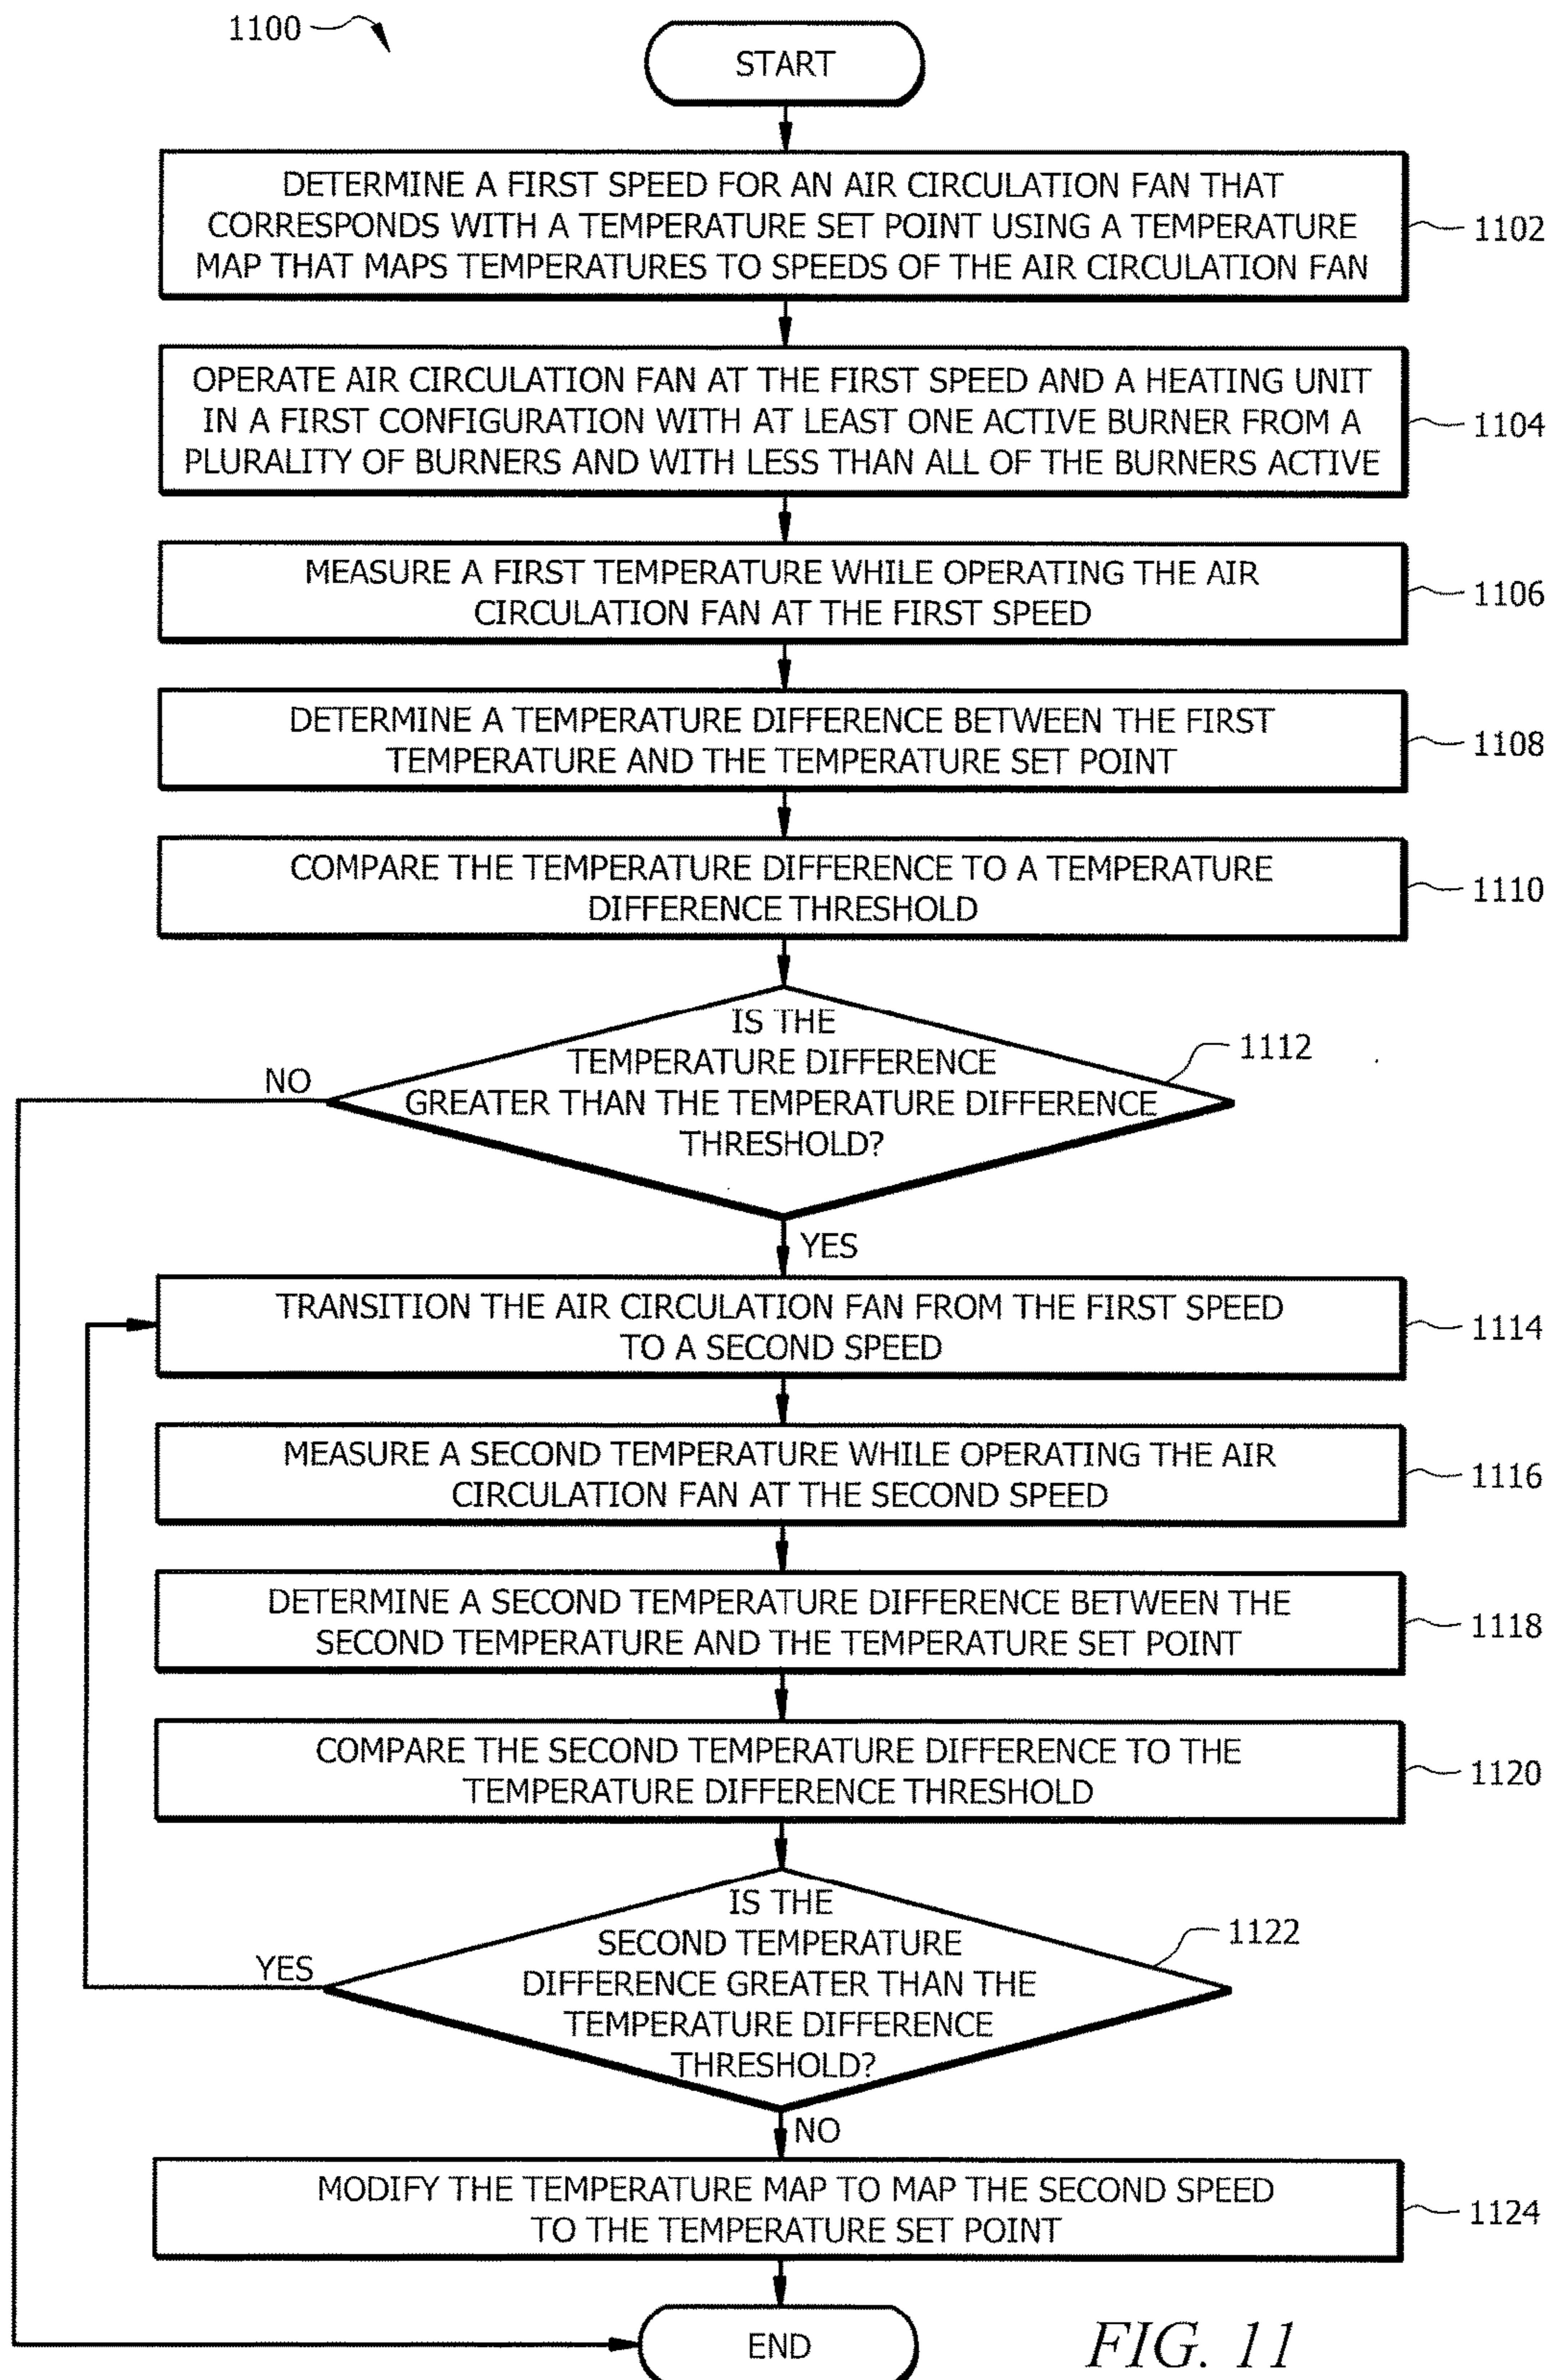 1100
START
DETERMINE A FIRST SPEED FOR AN AIR CIRCULATION FAN THAT
CORRESPONDS WITH A TEMPERATURE SET POINT USING A TEMPERATURE
MAP THAT MAPS TEMPERATURES TO SPEEDS OF THE AIR CIRCULATION FAN
1102
OPERATE AIR CIRCULATION FAN AT THE FIRST SPEED AND A HEATING UNIT
IN A FIRST CONFIGURATION WITH AT LEAST ONE ACTIVE BURNER FROM A
PLURALITY OF BURNERS AND WITH LESS THAN ALL OF THE BURNERS ACTIVE
1104
MEASURE A FIRST TEMPERATURE WHILE OPERATING THE AIR
CIRCULATION FAN AT THE FIRST SPEED
1106
DETERMINE A TEMPERATURE DIFFERENCE BETWEEN THE FIRST
TEMPERATURE AND THE TEMPERATURE SET POINT
1108
COMPARE THE TEMPERATURE DIFFERENCE TO A TEMPERATURE
DIFFERENCE THRESHOLD
1110
IS THE
TEMPERATURE DIFFERENCE
GREATER THAN THE TEMPERATURE DIFFERENCE
THRESHOLD?
1112
NO
YES
TRANSITION THE AIR CIRCULATION FAN FROM THE FIRST SPEED
TO A SECOND SPEED
1114
MEASURE A SECOND TEMPERATURE WHILE OPERATING THE AIR
CIRCULATION FAN AT THE SECOND SPEED
1116
DETERMINE A SECOND TEMPERATURE DIFFERENCE BETWEEN THE
SECOND TEMPERATURE AND THE TEMPERATURE SET POINT
1118
COMPARE THE SECOND TEMPERATURE DIFFERENCE TO THE
TEMPERATURE DIFFERENCE THRESHOLD
1120
IS THE
SECOND TEMPERATURE
DIFFERENCE GREATER THAN THE
TEMPERATURE DIFFERENCE
THRESHOLD?
1122
YES
NO
MODIFY THE TEMPERATURE MAP TO MAP THE SECOND SPEED
TO THE TEMPERATURE SET POINT
1124
END
FIG. 11